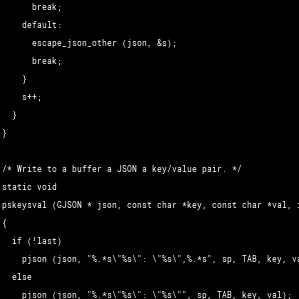 break;
default:
escape_json_other (json, &s);
break;
}
s++;
}
}
/* Write to a buffer a JSON a key/value pair. */
static void
pskeysval (GJSON * json, const char *key, const char *val,
{
if (!last)
pjson (json, "%.*s\"%s\": \"%s\",%.*s", sp, TAB, key,
else
pjson (json, "%.*s\"%s\": \"%s\"", sp, TAB, key, val);